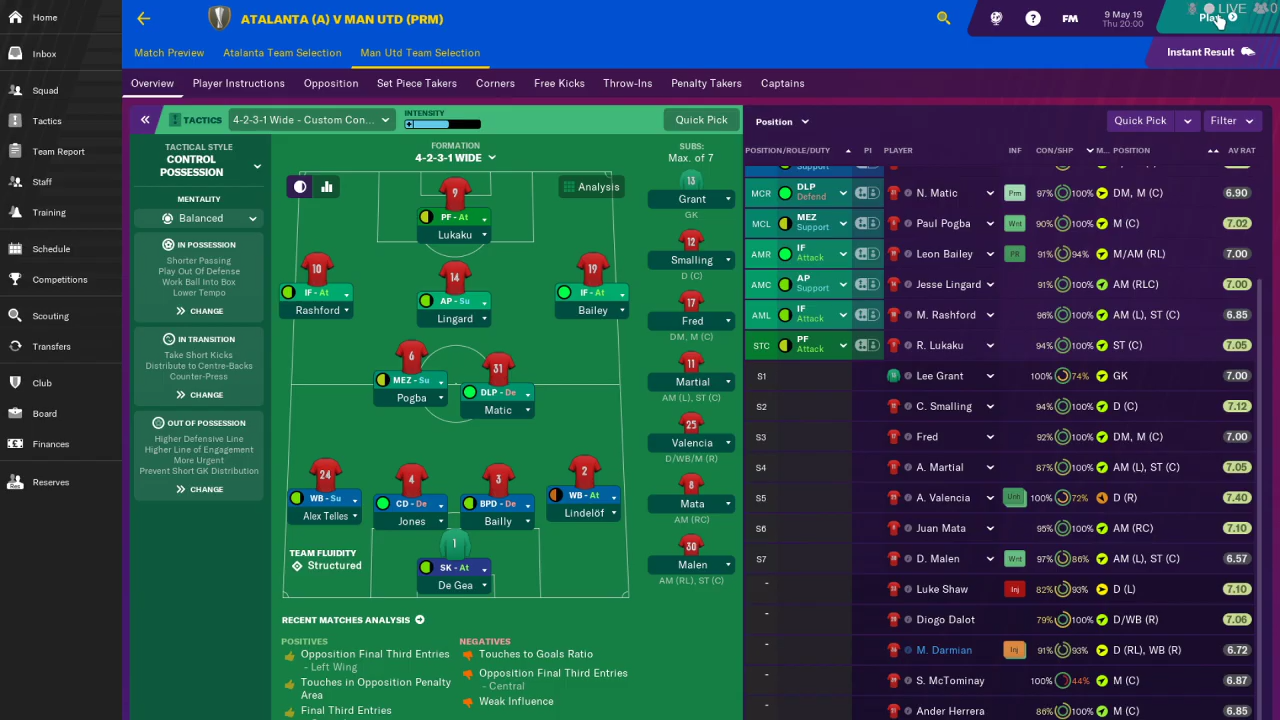 Home
Inbox
Squad
Tactics
Team Report
Staff
Training
Schedule
Competitions
Scouting
Transfers
Club
Board
Finances
Reserves
ATALANTA (A) V MAN UTD (PRM)
FM
9 May 19
Thu 20:00
LIVE
0
Play
Instant Result
Match Preview
Atalanta Team Selection
Man Utd Team Selection
Overview
Player Instructions
Opposition
Set Piece Takers
Corners
Free Kicks
Throw-Ins
Penalty Takers
Captains
TACTICS
4-2-3-1 Wide - Custom Con...
INTENSITY
Quick Pick
TACTICAL STYLE
CONTROL
POSSESSION
MENTALITY
Balanced
IN POSSESSION
Shorter Passing
Play Out Of Defense
Work Ball Into Box
Lower Tempo
CHANGE
IN TRANSITION
Take Short Kicks
Distribute to Centre-Backs
Counter-Press
CHANGE
OUT OF POSSESSION
Higher Defensive Line
Higher Line of Engagement
More Urgent
Prevent Short GK Distribution
CHANGE
FORMATION
4-2-3-1 WIDE
Analysis
9
PF - At
Lukaku
10
IF - At
Rashford
14
AP - Su
Lingard
19
IF - At
Bailey
6
MEZ - Su
Pogba
31
DLP - De
Matic
24
WB - Su
Alex Telles
4
CD - De
Jones
3
BPD - De
Bailly
2
WB - At
Lindelöf
1
SK - At
De Gea
TEAM FLUIDITY
Structured
RECENT MATCHES ANALYSIS
POSITIVES
Opposition Final Third Entries
- Left Wing
Touches in Opposition Penalty
Area
Final Third Entries
NEGATIVES
Touches to Goals Ratio
Opposition Final Third Entries
- Central
Weak Influence
SUBS:
Max. of 7
13
Grant
GK
12
Smalling
D (C)
17
Fred
DM, M (C)
11
Martial
AM (L), ST (C)
25
Valencia
D/WB/M (R)
8
Mata
AM (RC)
30
Malen
AM (RL), ST (C)
Position
Quick Pick
Filter
POSITION/ROLE/DUTY PI PLAYER INF CON/SHP M... POSITION AV RAT
Support
MCR DLP Defend N. Matic Prm 97% 100% DM, M (C) 6.90
MCL MEZ Support Paul Pogba Wnt 90% 100% M (C) 7.02
AMR IF Attack Leon Bailey PR 91% 94% M/AM (RL) 7.08
AMC AP Support Jesse Lingard 91% 100% AM (RLC) 7.20
AML IF Attack M. Rashford 96% 100% AM (L), ST (C) 6.85
STC PF Attack R. Lukaku 94% 100% ST (C) 7.05
S1 Lee Grant 100% 74% GK 7.00
S2 C. Smalling 94% 100% D (C) 7.12
S3 Fred 92% 100% DM, M (C) 7.00
S4 A. Martial 87% 100% AM (L), ST (C) 7.05
S5 A. Valencia Unh 100% 72% D (R) 7.40
S6 Juan Mata 95% 100% AM (RC) 7.10
S7 D. Malen Wnt 97% 86% AM (L), ST (C) 6.57
- Luke Shaw Inj 82% 93% D (L) 7.10
- Diogo Dalot 79% 100% D/WB (R) 7.06
- M. Darmian Inj 91% 93% D (RL), WB (R) 6.72
- S. McTominay 100% 44% M (C) 6.87
- Ander Herrera 86% 100% M (C) 6.85